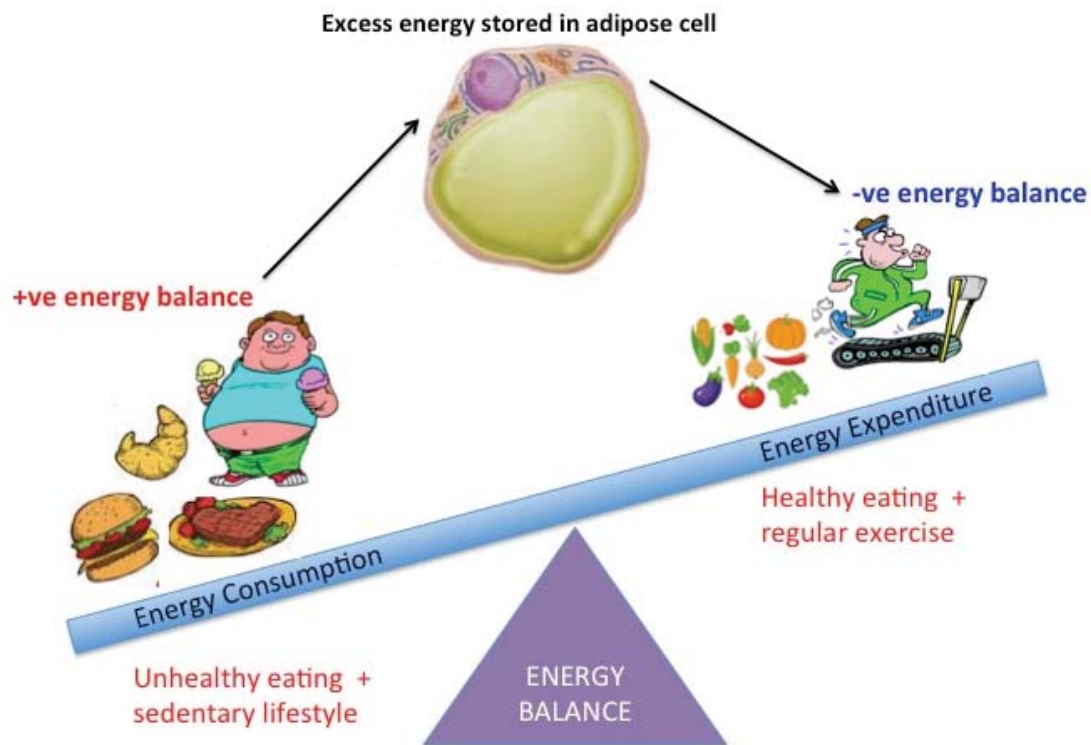 Excess energy stored in adipose cell
-ve energy balance
+ve energy balance
Energy Expenditure
Healthy eating +
regular exercise
Energy Consumption
Unhealthy eating +
sedentary lifestyle
ENERGY
BALANCE